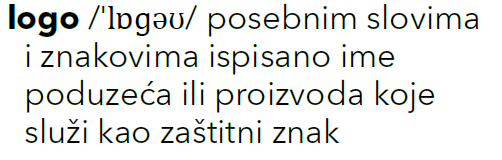 logo /ˈlɒɡəʊ/ posebnim slovima
i znakovima ispisano ime
poduzeća ili proizvoda koje
služi kao zaštitni znak